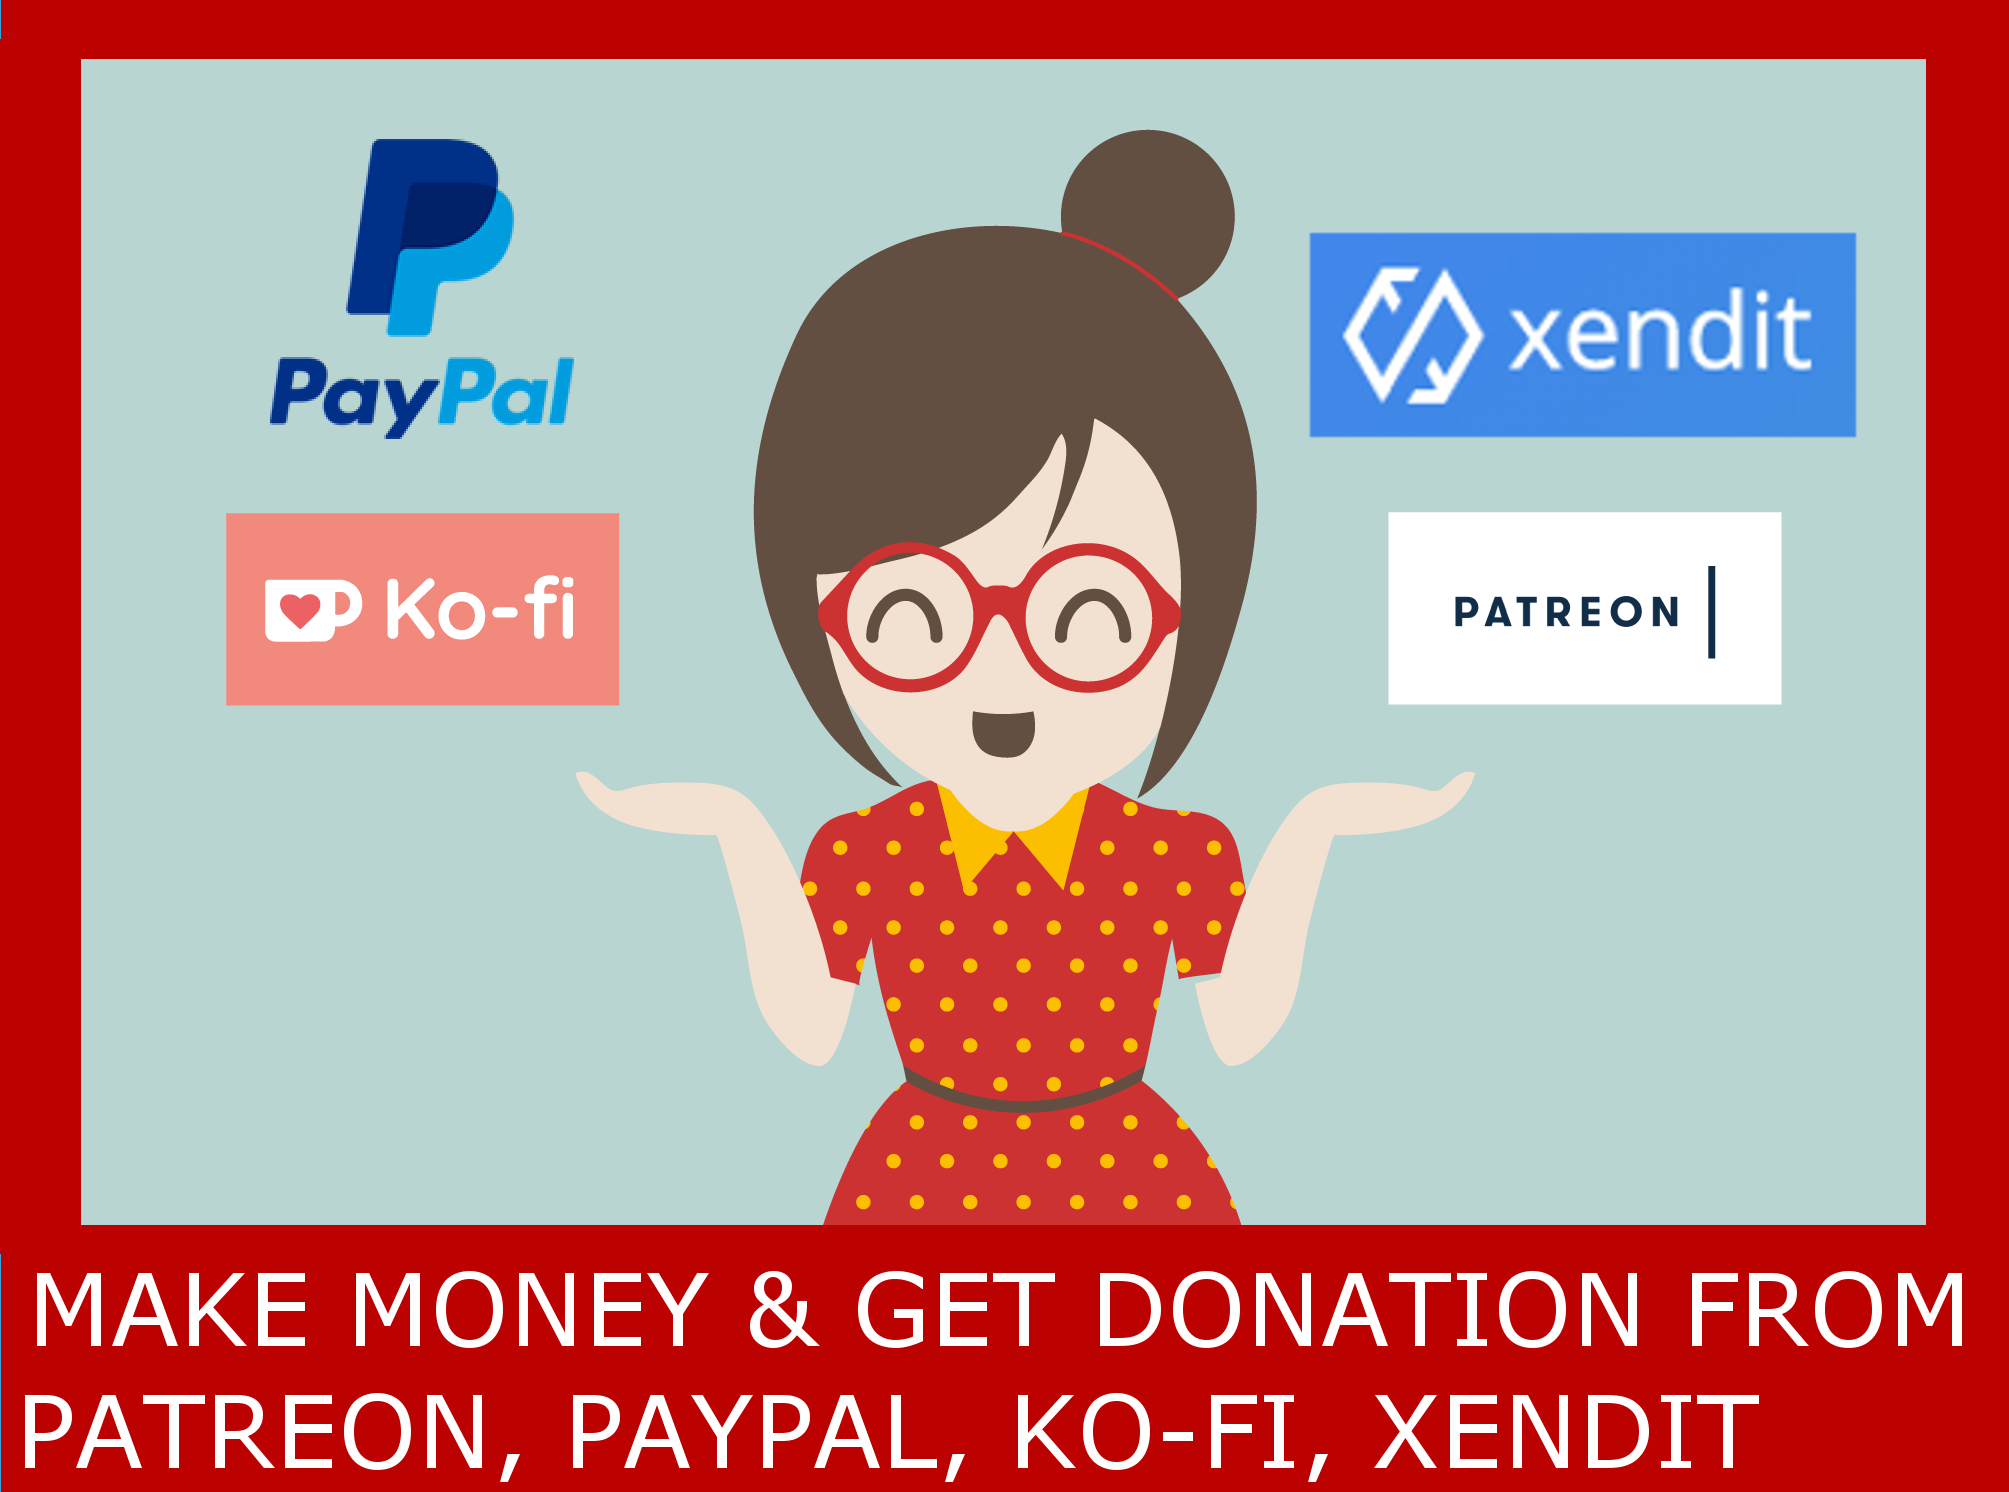 PayPal
xendit
Ko-fi
PATREON
MAKE MONEY & GET DONATION FROM
PATREON, PAYPAL, KO-FI, XENDIT